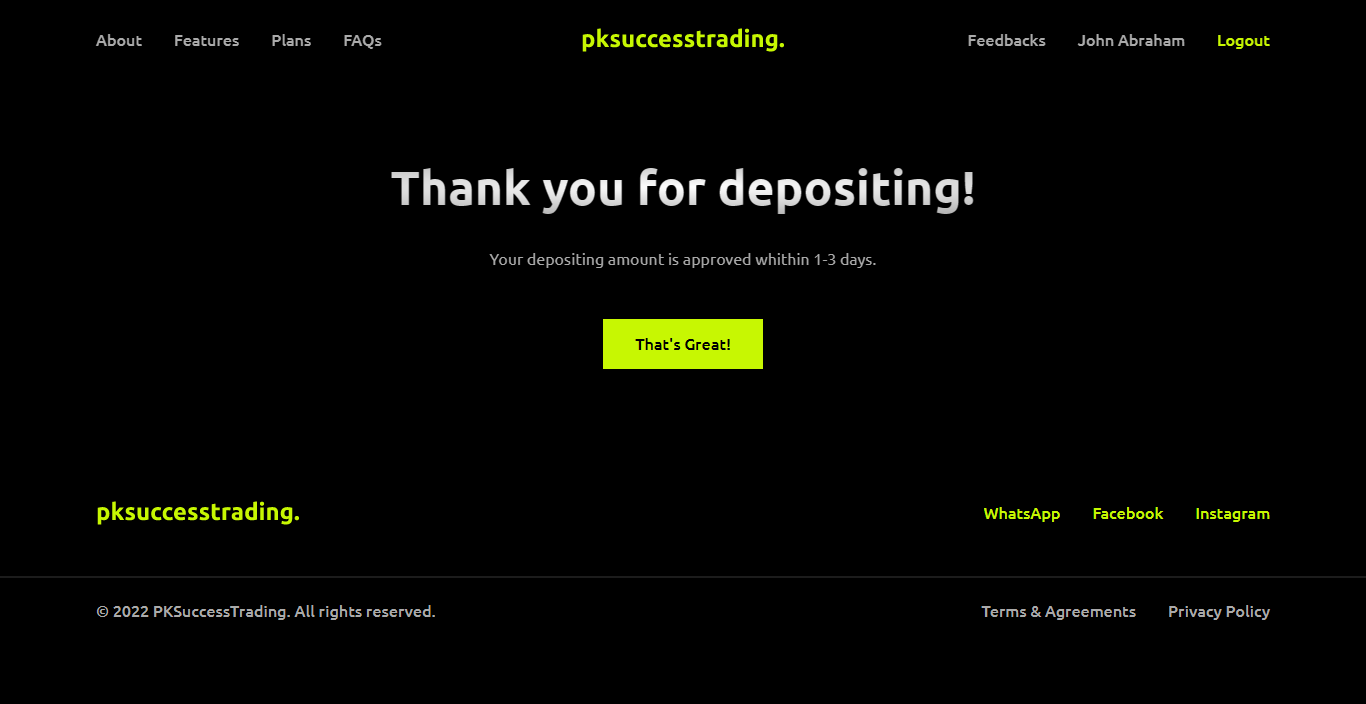 About Features Plans FAQs pksuccesstrading. Feedbacks John Abraham Logout
Thank you for depositing!
Your depositing amount is approved whithin 1-3 days.
That's Great!
pksuccesstrading. WhatsApp Facebook Instagram
© 2022 PKSuccessTrading. All rights reserved. Terms & Agreements Privacy Policy